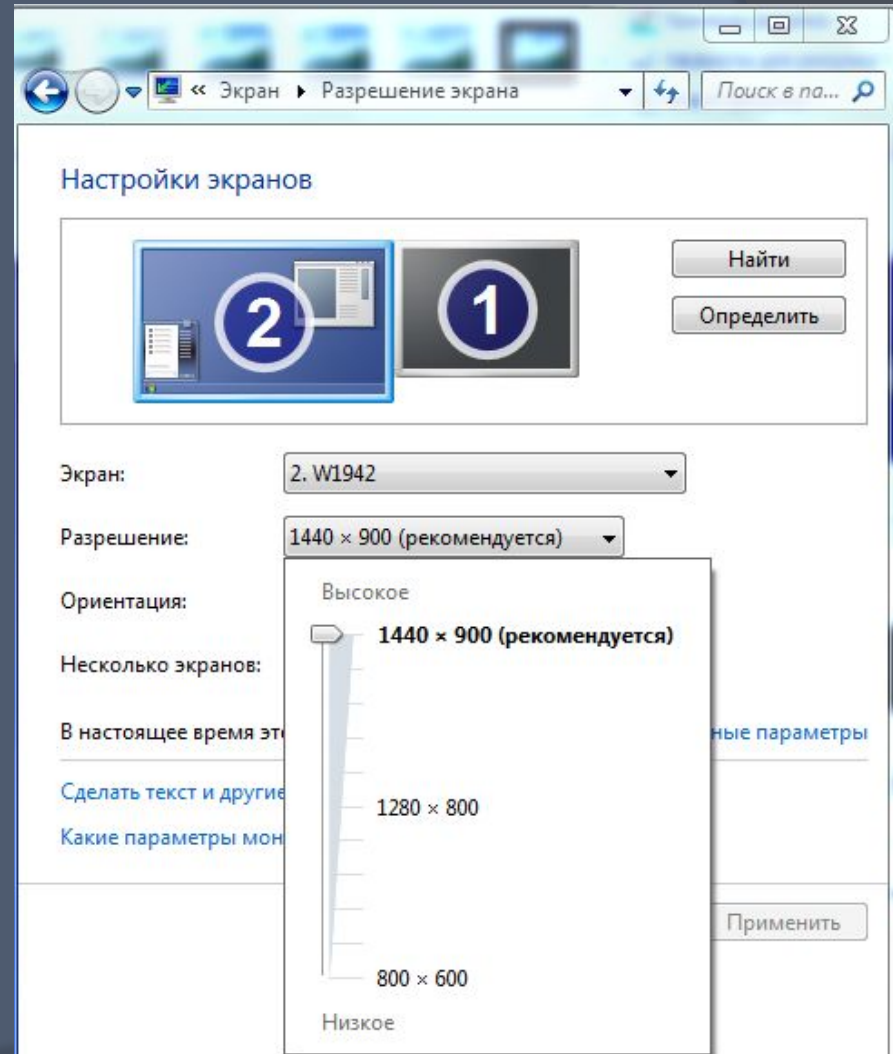 « Экран ▸ Разрешение экрана
Поиск в па...
Настройки экранов
2
1
Найти
Определить
Экран:
2. W1942
Разрешение:
1440 × 900 (рекомендуется)
Ориентация:
Высокое
1440 × 900 (рекомендуется)
Несколько экранов:
В настоящее время
ные параметры
Сделать текст и другие
1280 × 800
Какие параметры мон
Применить
800 × 600
Низкое